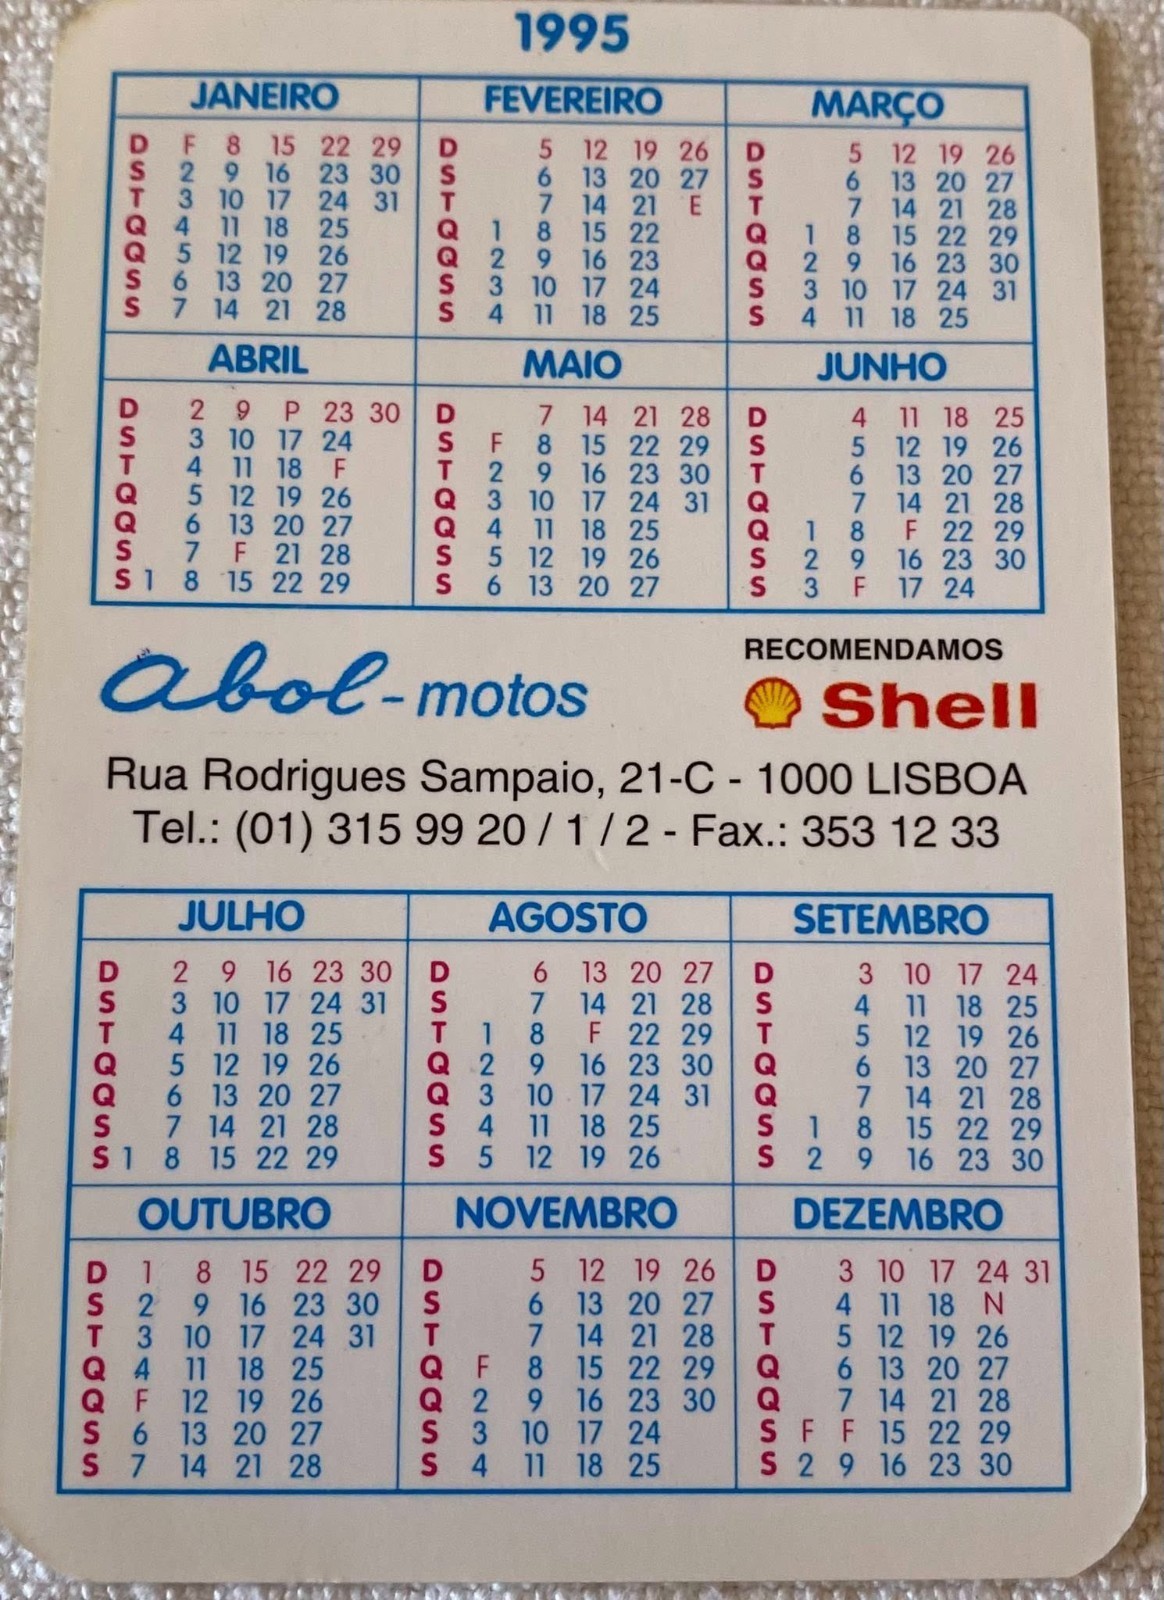 1995
JANEIRO FEVEREIRO MARÇO
D F 8 15 22 29 D 5 12 19 26 D 5 12 19 26
S 2 9 16 23 30 S 6 13 20 27 S 6 13 20 27
T 3 10 17 24 31 T 7 14 21 E T 7 14 21 28
Q 4 11 18 25 Q 1 8 15 22 Q 1 8 15 22 29
Q 5 12 19 26 Q 2 9 16 23 Q 2 9 16 23 30
S 6 13 20 27 S 3 10 17 24 S 3 10 17 24 31
S 7 14 21 28 S 4 11 18 25 S 4 11 18 25
ABRIL MAIO JUNHO
D 2 9 P 23 30 D 7 14 21 28 D 4 11 18 25
S 3 10 17 24 S F 8 15 22 29 S 5 12 19 26
T 4 11 18 F T 2 9 16 23 30 T 6 13 20 27
Q 5 12 19 26 Q 3 10 17 24 31 Q 7 14 21 28
Q 6 13 20 27 Q 4 11 18 25 Q 1 8 F 22 29
S 7 F 21 28 S 5 12 19 26 S 2 9 16 23 30
S 1 8 15 22 29 S 6 13 20 27 S 3 F 17 24
abol - motos
RECOMENDAMOS
Shell
Rua Rodrigues Sampaio, 21-C - 1000 LISBOA
Tel.: (01) 315 99 20 / 1 / 2 - Fax.: 353 12 33
JULHO AGOSTO SETEMBRO
D 2 9 16 23 30 D 6 13 20 27 D 3 10 17 24
S 3 10 17 24 31 S 7 14 21 28 S 4 11 18 25
T 4 11 18 25 T 1 8 F 22 29 T 5 12 19 26
Q 5 12 19 26 Q 2 9 16 23 30 Q 6 13 20 27
Q 6 13 20 27 Q 3 10 17 24 31 Q 7 14 21 28
S 7 14 21 28 S 4 11 18 25 S 1 8 15 22 29
S 1 8 15 22 29 S 5 12 19 26 S 2 9 16 23 30
OUTUBRO NOVEMBRO DEZEMBRO
D 1 8 15 22 29 D 5 12 19 26 D 3 10 17 24 31
S 2 9 16 23 30 S 6 13 20 27 S 4 11 18 N
T 3 10 17 24 31 T 7 14 21 28 T 5 12 19 26
Q 4 11 18 25 Q F 8 15 22 29 Q 6 13 20 27
Q F 12 19 26 Q 2 9 16 23 30 Q 7 14 21 28
S 6 13 20 27 S 3 10 17 24 S F F 15 22 29
S 7 14 21 28 S 4 11 18 25 S 2 9 16 23 30